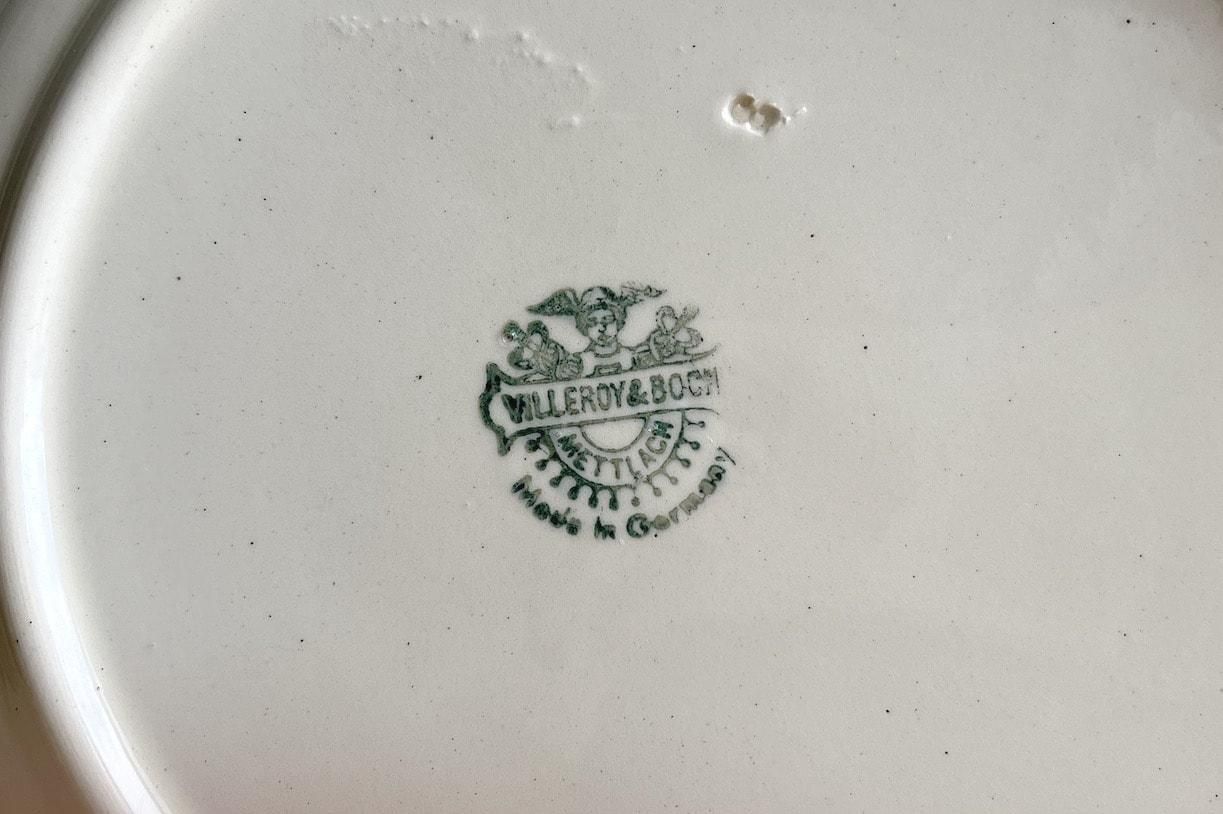 VILLEROY & BOCH
METTLACH
Made in Germany